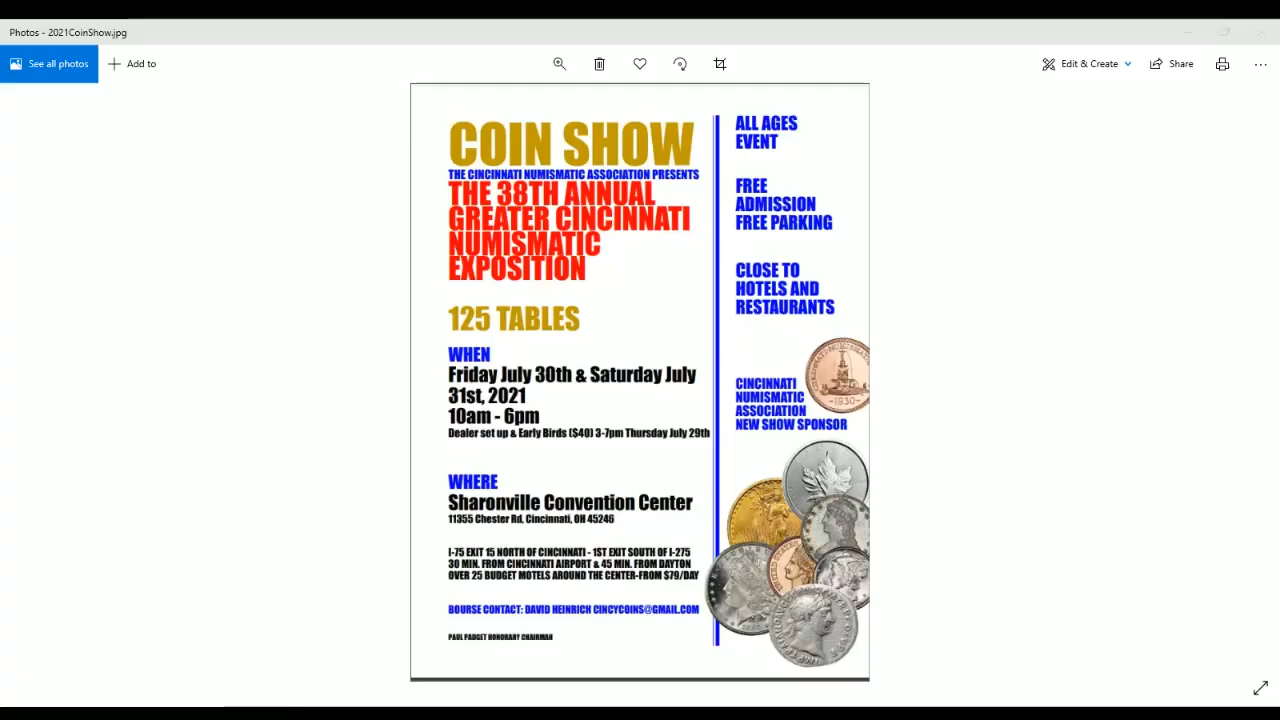 Photos - 2021CoinShow.jpg
See all photos
Add to
Edit & Create
Share
COIN SHOW
THE CINCINNATI NUMISMATIC ASSOCIATION PRESENTS
THE 38TH ANNUAL
GREATER CINCINNATI
NUMISMATIC
EXPOSITION
125 TABLES
WHEN
Friday July 30th & Saturday July
31st, 2021
10am - 6pm
Dealer set up & Early Birds ($40) 3-7pm Thursday July 29th
WHERE
Sharonville Convention Center
11355 Chester Rd, Cincinnati, OH 45246
I-75 EXIT 15 NORTH OF CINCINNATI - 1ST EXIT SOUTH OF I-275
30 MIN. FROM CINCINNATI AIRPORT & 45 MIN. FROM DAYTON
OVER 25 BUDGET MOTELS AROUND THE CENTER-FROM $79/DAY
BOURSE CONTACT: DAVID HEINRICH CINCYCOINS@GMAIL.COM
PAUL PADGET HONORARY CHAIRMAN
ALL AGES
EVENT
FREE
ADMISSION
FREE PARKING
CLOSE TO
HOTELS AND
RESTAURANTS
CINCINNATI
NUMISMATIC
ASSOCIATION
NEW SHOW SPONSOR
-1930-